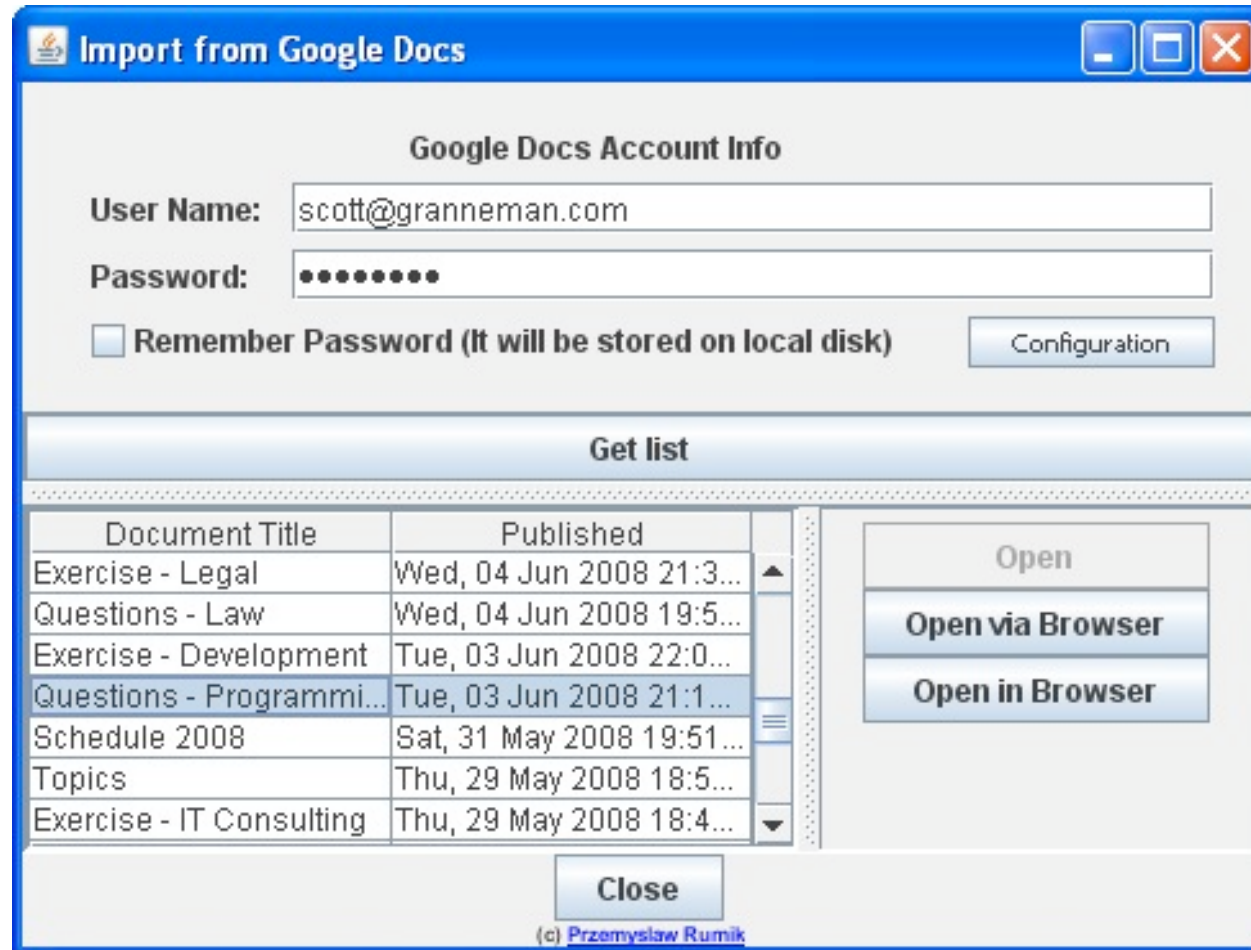 Import from Google Docs
Google Docs Account Info
User Name: scott@granneman.com
Password: ••••••••
Remember Password (It will be stored on local disk) Configuration
Get list
Document Title Published
Exercise - Legal Wed, 04 Jun 2008 21:3...
Questions - Law Wed, 04 Jun 2008 19:5...
Exercise - Development Tue, 03 Jun 2008 22:0...
Questions - Programmi... Tue, 03 Jun 2008 21:1...
Schedule 2008 Sat, 31 May 2008 19:51...
Topics Thu, 29 May 2008 18:5...
Exercise - IT Consulting Thu, 29 May 2008 18:4...
Open
Open via Browser
Open in Browser
Close
(c) Przemyslaw Rumik